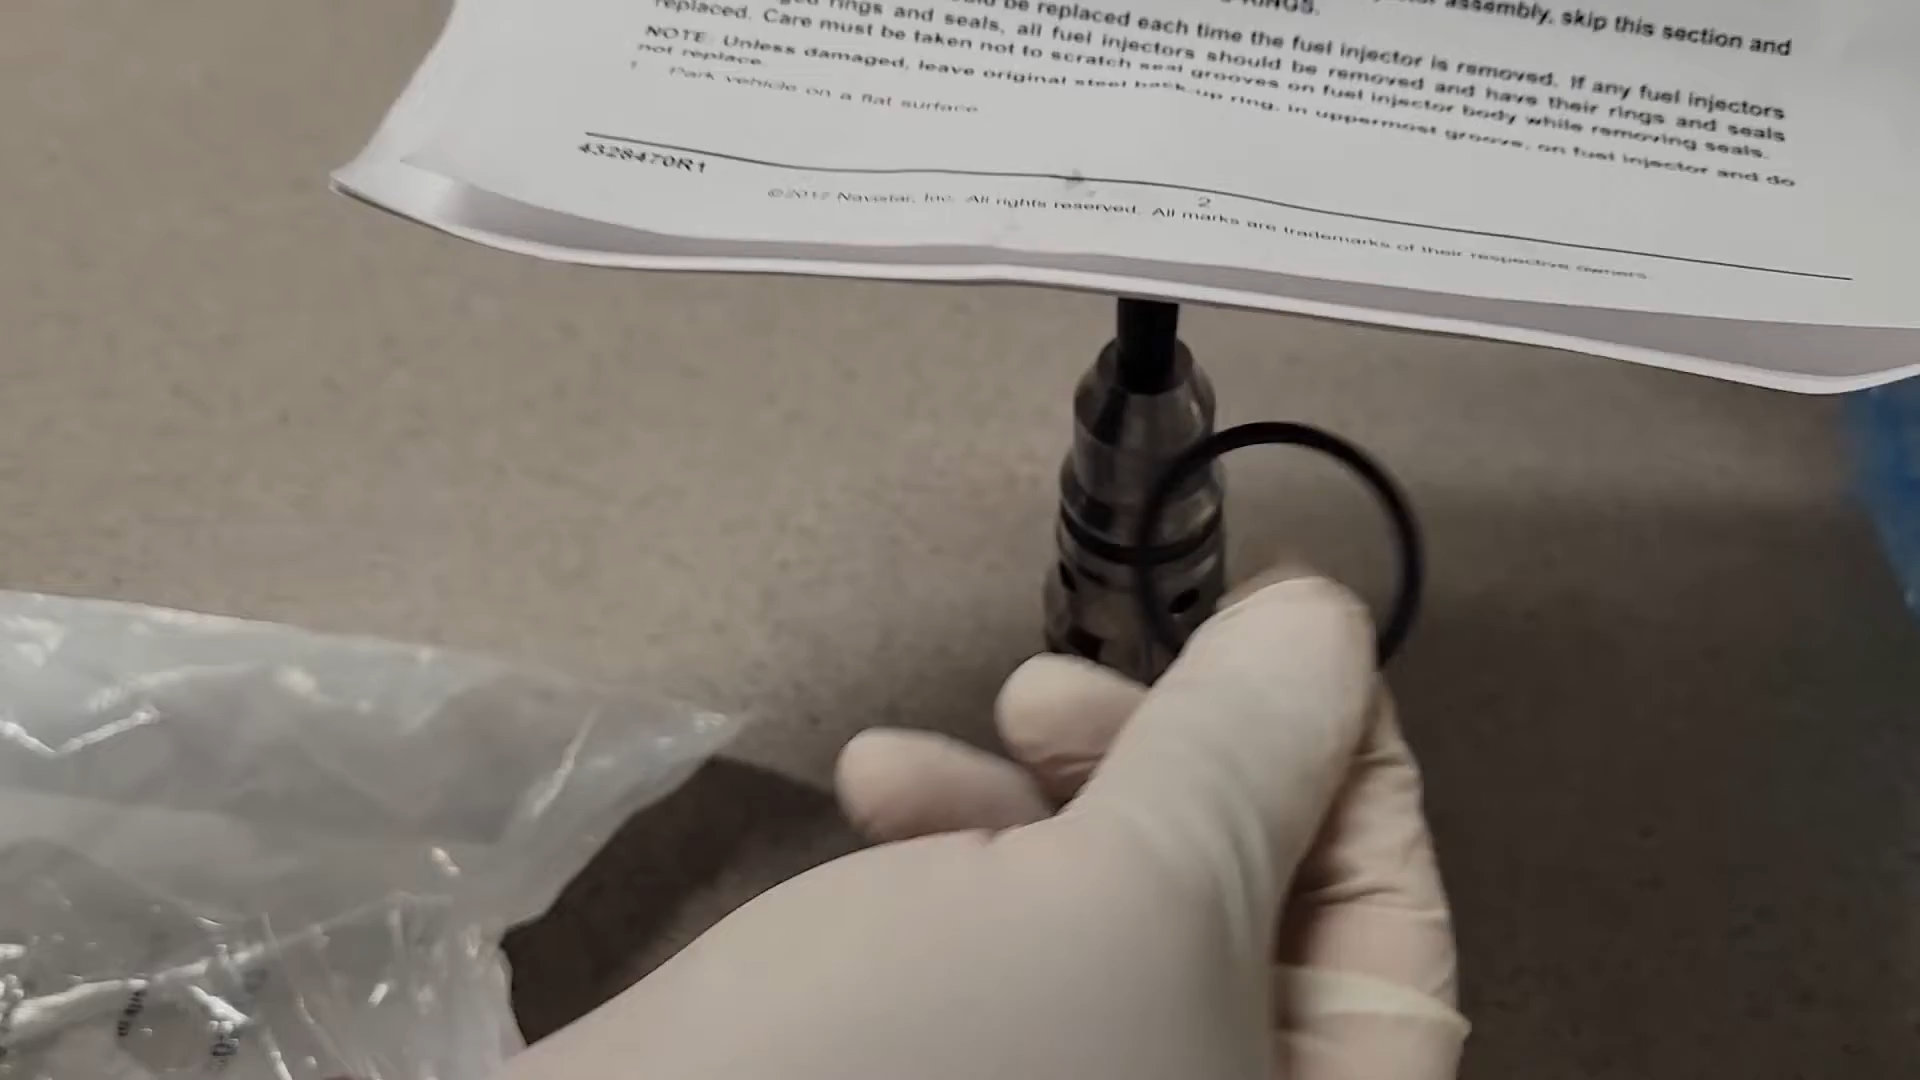 RINGS.
assembly, skip this section and
be replaced each time the fuel injector is removed. If any fuel injectors
rings and seals, all fuel injectors should be removed and have their rings and seals
replaced. Care must be taken not to scratch seal grooves on fuel injector body while removing seals.
NOTE: Unless damaged, leave original steel back-up ring, in uppermost groove, on fuel injector and do
not replace.
1. Park vehicle on a flat surface
4328470R1
2
©2017 Navistar, Inc. All rights reserved. All marks are trademarks of their respective owners.